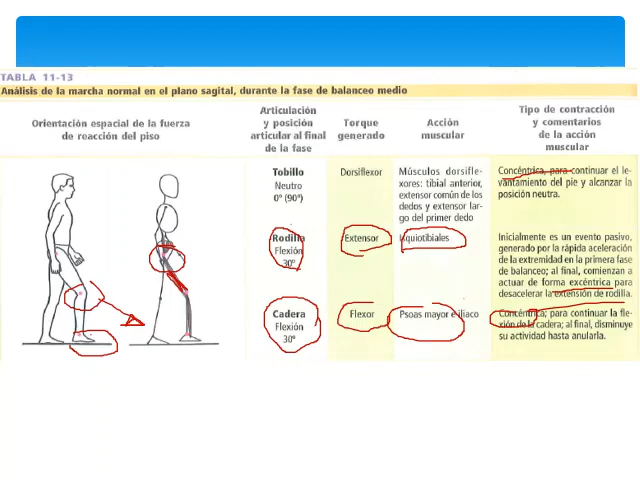 TABLA 11-13
Análisis de la marcha normal en el plano sagital, durante la fase de balanceo medio
Orientación espacial de la fuerza
de reacción del piso
Articulación
y posición
articular al final
de la fase
Torque
generado
Acción
muscular
Tipo de contracción
y comentarios
de la acción
muscular
Tobillo
Neutro
0º (90º)
Dorsiflexor
Músculos dorsifle-
xores: tibial anterior,
extensor común de los
dedos y extensor lar-
go del primer dedo
Concéntrica, para continuar el le-
vantamiento del pie y alcanzar la
posición neutra.
Rodilla
Flexión
30º
Extensor
Isquiotibiales
Inicialmente es un evento pasivo,
generado por la rápida aceleración
de la extremidad en la primera fase
de balanceo; al final, comienzan a
actuar de forma excéntrica para
desacelerar la extensión de rodilla.
Cadera
Flexión
30º
Flexor
Psoas mayor e iliaco
Concéntrica; para continuar la fle-
xión de la cadera; al final, disminuye
su actividad hasta anularla.